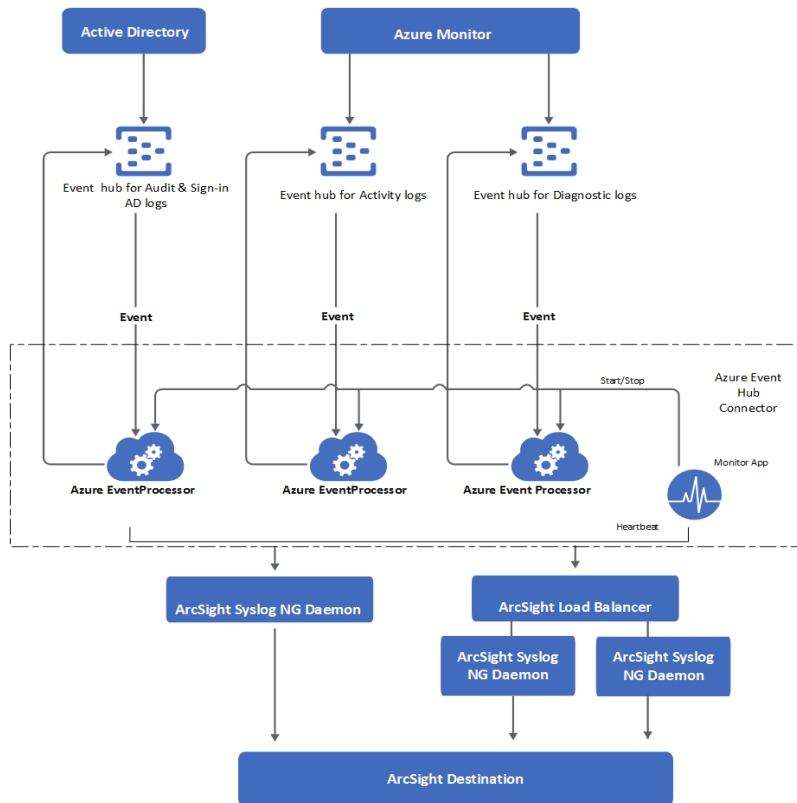 Active Directory
Azure Monitor
Event hub for Audit & Sign-in
AD logs
Event hub for Activity logs
Event hub for Diagnostic logs
Event
Event
Event
Start/Stop
Azure Event
Hub
Connector
Monitor App
Azure EventProcessor
Azure EventProcessor
Azure Event Processor
Heartbeat
ArcSight Syslog NG Daemon
ArcSight Load Balancer
ArcSight Syslog
NG Daemon
ArcSight Syslog
NG Daemon
ArcSight Destination